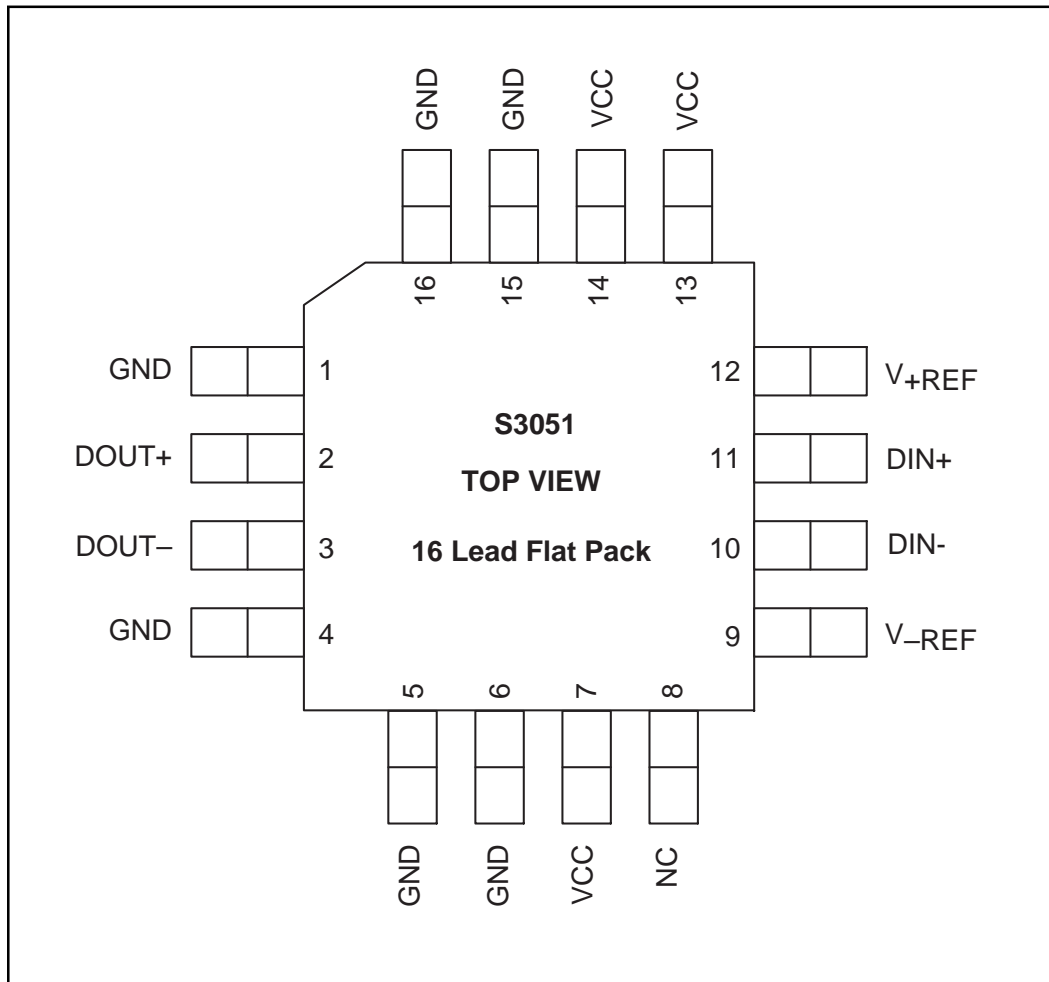 GND GND VCC VCC
16 15 14 13
GND 1 12 V+REF
S3051
DOUT+ 2 11 DIN+
TOP VIEW
DOUT– 3 10 DIN-
16 Lead Flat Pack
GND 4 9 V–REF
5 6 7 8
GND GND VCC NC